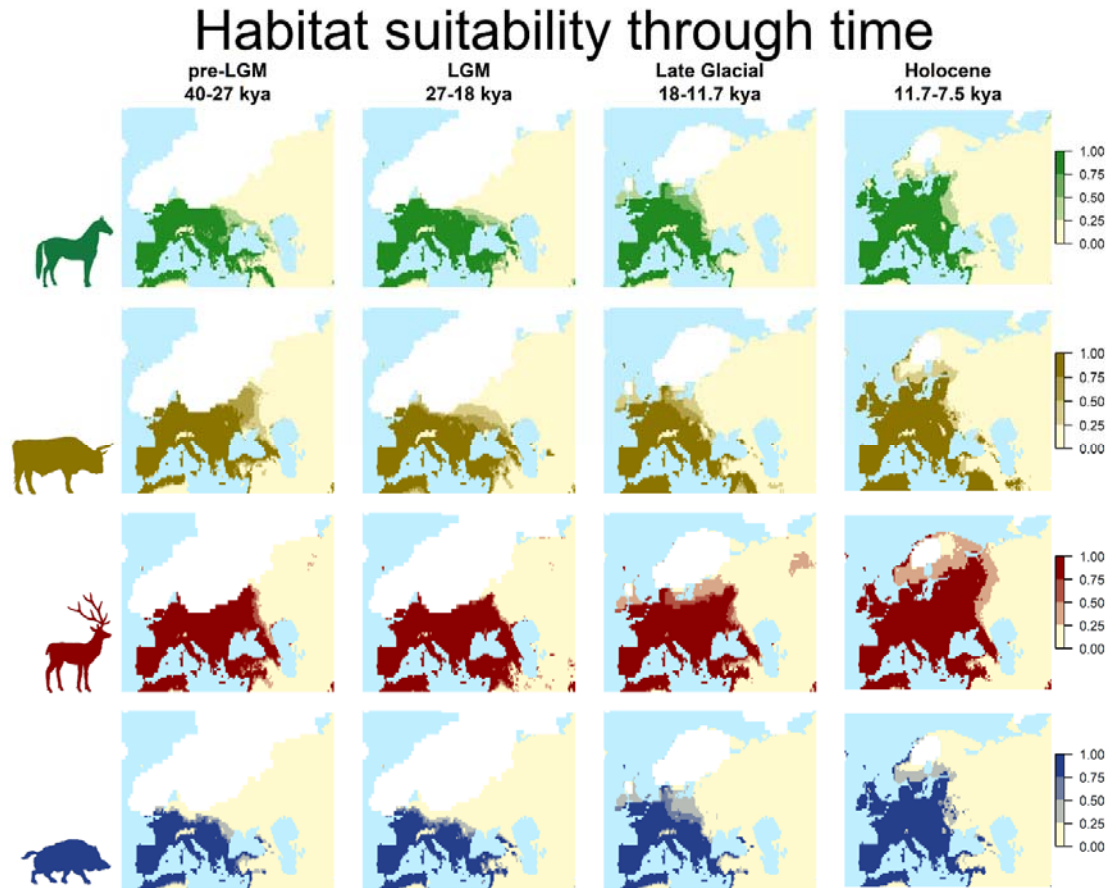 Habitat suitability through time
pre-LGM
40-27 kya
LGM
27-18 kya
Late Glacial
18-11.7 kya
Holocene
11.7-7.5 kya
1.00
0.75
0.50
0.25
0.00
1.00
0.75
0.50
0.25
0.00
1.00
0.75
0.50
0.25
0.00
1.00
0.75
0.50
0.25
0.00